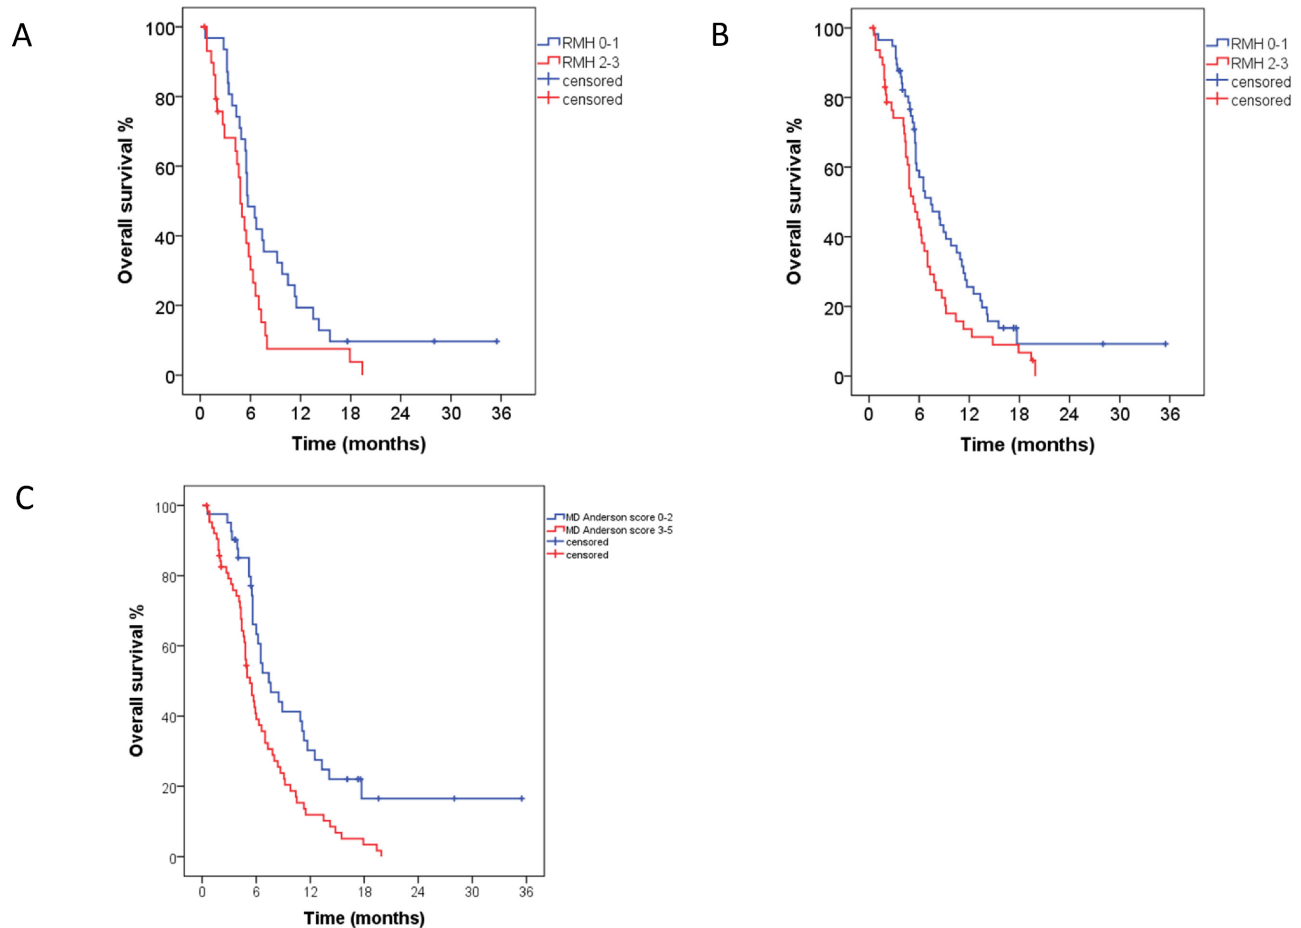 A
100
80
60
40
20
0
Overall survival %
0 6 12 18 24 30 36
Time (months)
RMH 0-1
RMH 2-3
censored
censored
B
100
80
60
40
20
0
Overall survival %
0 6 12 18 24 30 36
Time (months)
RMH 0-1
RMH 2-3
censored
censored
C
100
80
60
40
20
0
Overall survival %
0 6 12 18 24 30 36
Time (months)
MD Anderson score 0-2
MD Anderson score 3-5
censored
censored